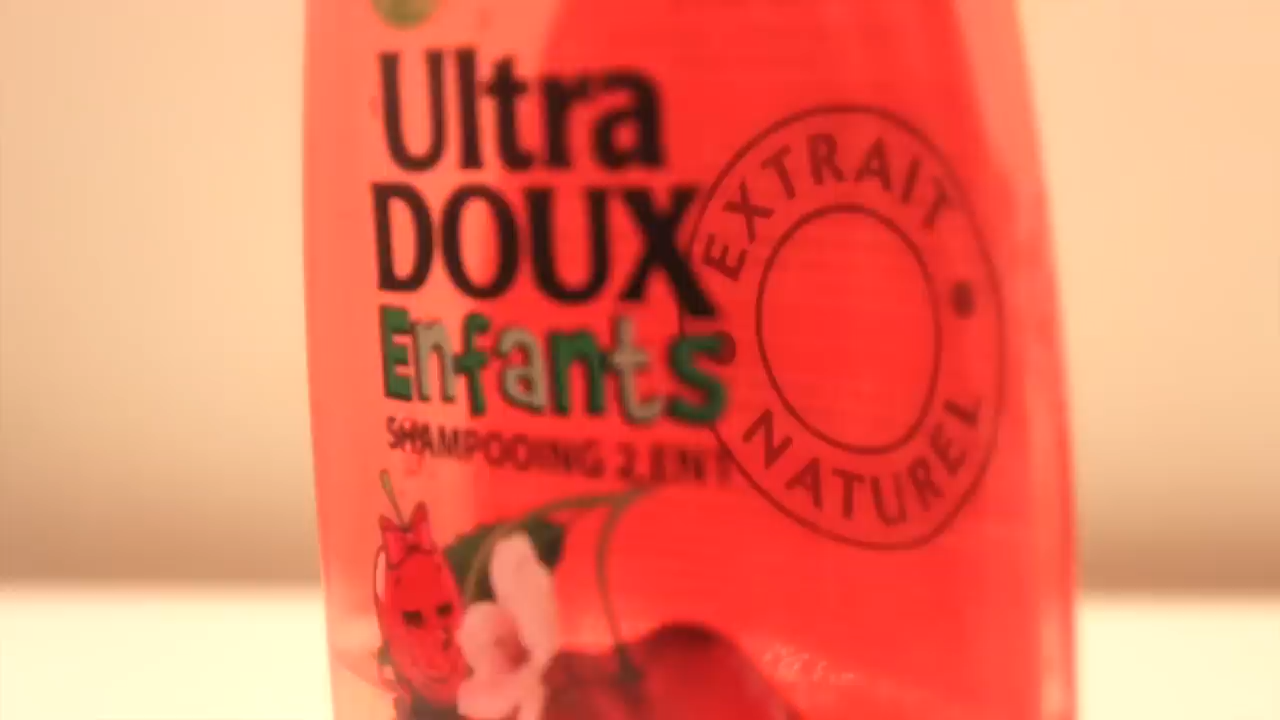 Ultra
DOUX
Enfants
SHAMPOOING 2 EN 1
EXTRAIT
NATUREL